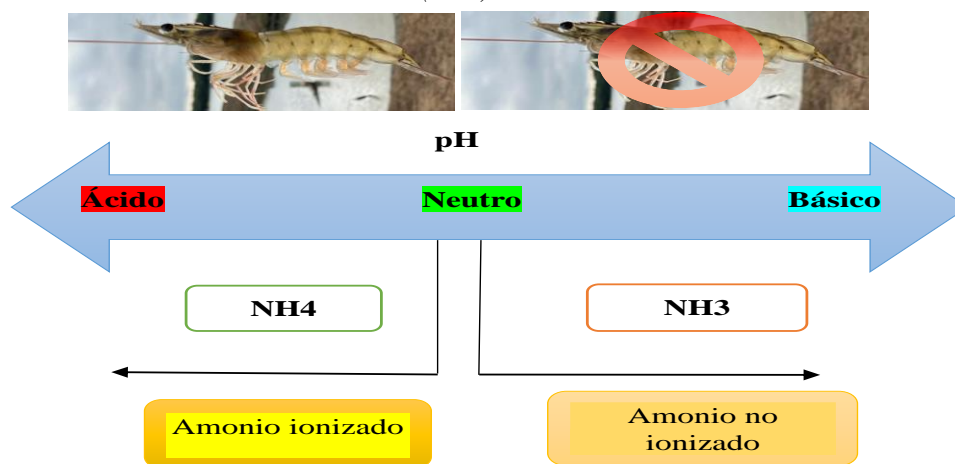 pH
Ácido
Neutro
Básico
NH4
NH3
Amonio ionizado
Amonio no
ionizado